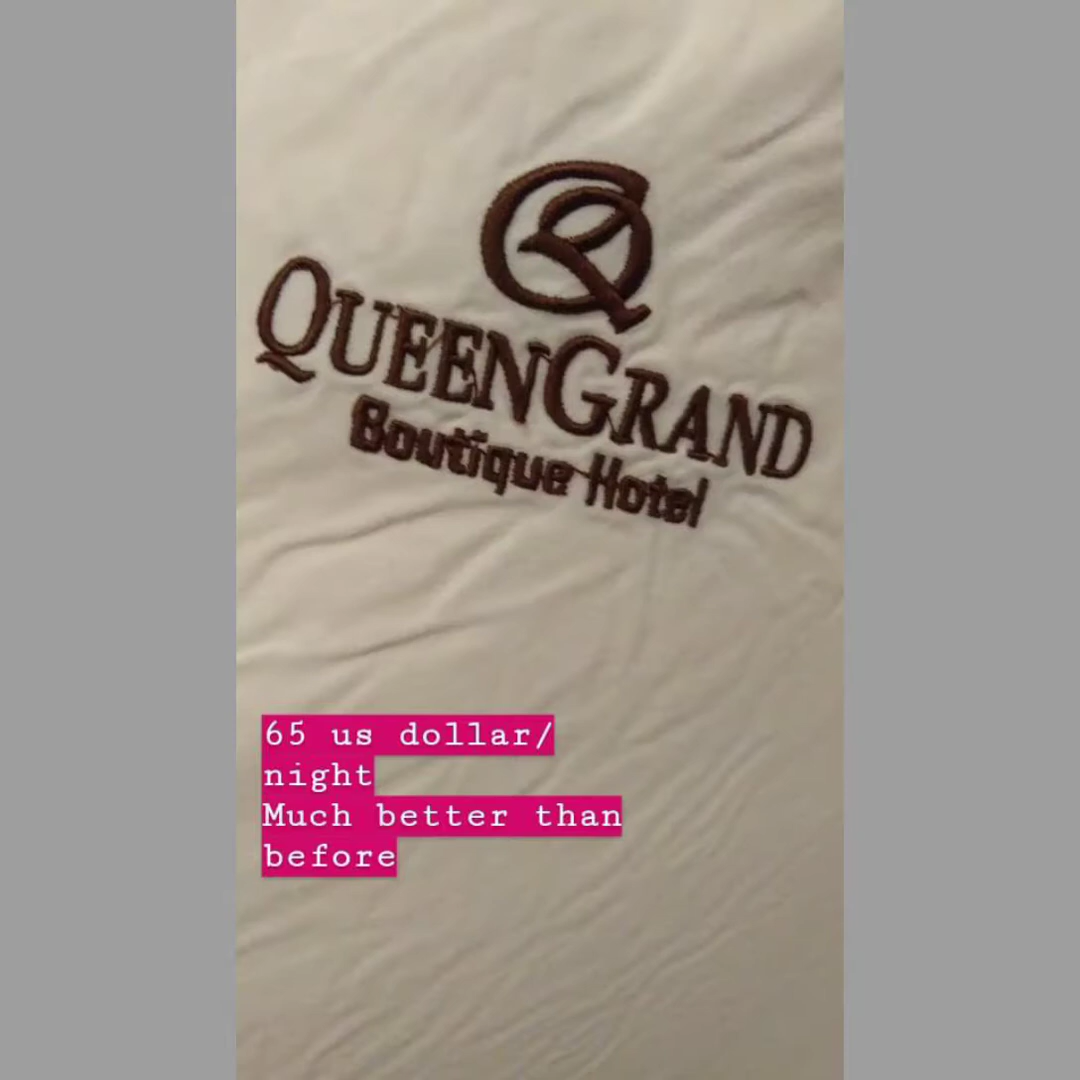 QUEENGRAND
Boutique Hotel
65 us dollar/
night
Much better than
before